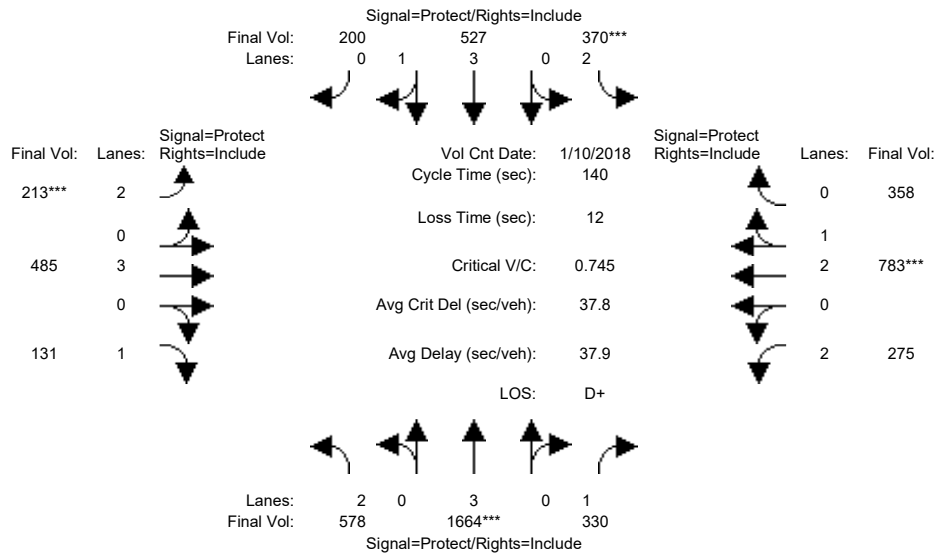 Signal=Protect/Rights=Include
Final Vol: 200 527 370***
Lanes: 0 1 3 0 2
Signal=Protect Signal=Protect
Final Vol: Lanes: Rights=Include Vol Cnt Date: 1/10/2018 Rights=Include Lanes: Final Vol:
Cycle Time (sec): 140
213*** 2 0 358
Loss Time (sec): 12
0 1
485 3 Critical V/C: 0.745 2 783***
0 Avg Crit Del (sec/veh): 37.8 0
131 1 Avg Delay (sec/veh): 37.9 2 275
LOS: D+
Lanes: 2 0 3 0 1
Final Vol: 578 1664*** 330
Signal=Protect/Rights=Include